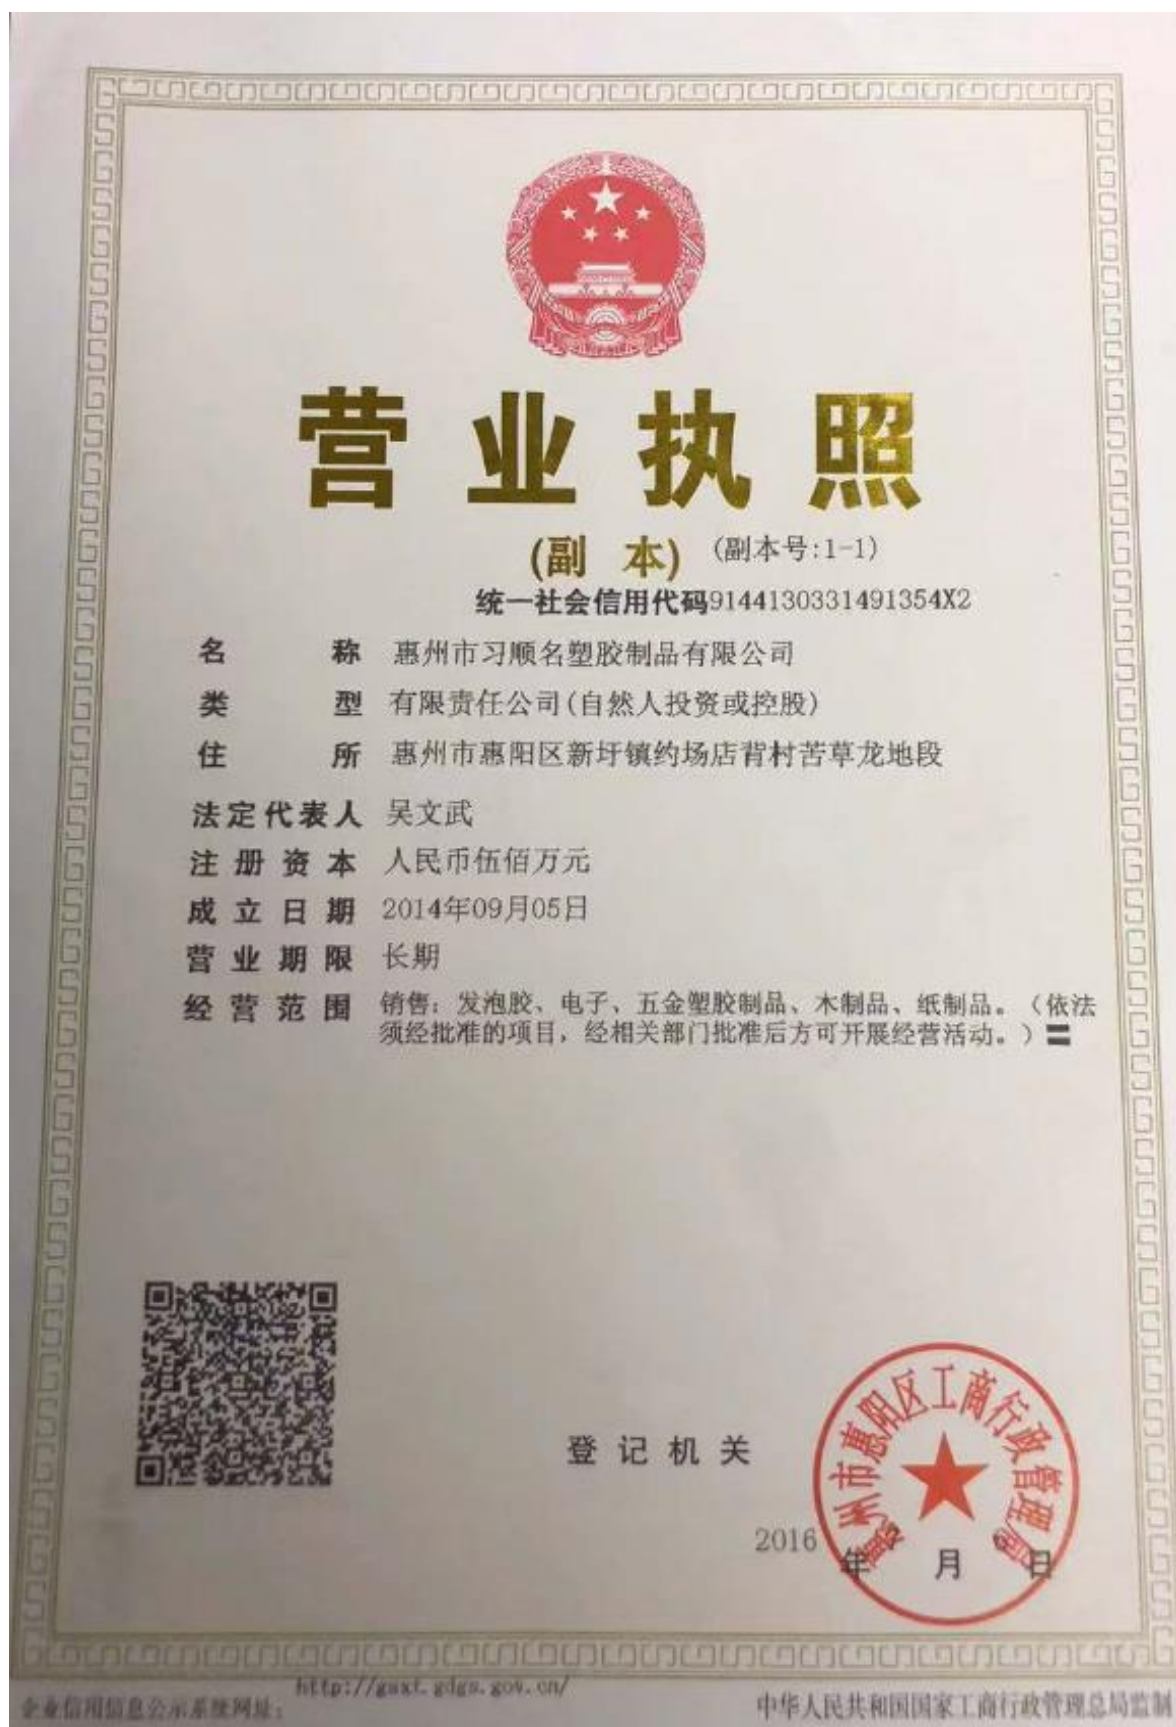 营业执照
(副 本) (副本号:1-1)
统一社会信用代码91441303314913 54X2
名 称 惠州市习顺名塑胶制品有限公司
类 型 有限责任公司(自然人投资或控股)
住 所 惠州市惠阳区新圩镇约场店背村苦草龙地段
法定代表人 吴文武
注册资本 人民币伍佰万元
成立日期 2014年09月05日
营业期限 长期
经营范围 销售：发泡胶、电子、五金塑胶制品、木制品、纸制品。（依法
须经批准的项目，经相关部门批准后方可开展经营活动。）
惠州市惠阳区工商行政管理局
登记机关
2016 年 月 日
http://gsxt.gdgs.gov.cn/
企业信用信息公示系统网址：
中华人民共和国国家工商行政管理总局监制